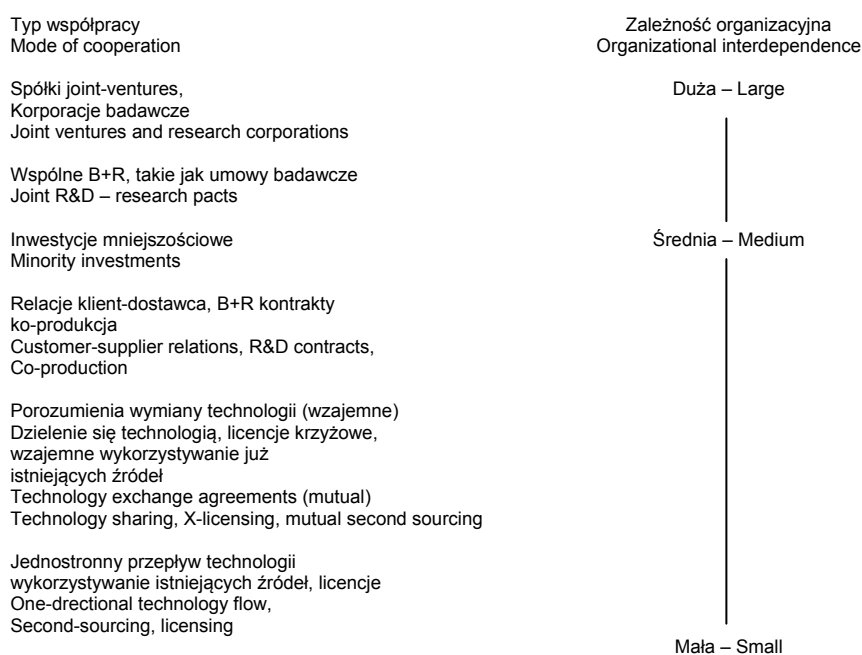 Typ współpracy
Mode of cooperation
Zależność organizacyjna
Organizational interdependence
Spółki joint-ventures,
Korporacje badawcze
Joint ventures and research corporations
Duża – Large
Wspólne B+R, takie jak umowy badawcze
Joint R&D – research pacts
Inwestycje mniejszościowe
Minority investments
Średnia – Medium
Relacje klient-dostawca, B+R kontrakty
ko-produkcja
Customer-supplier relations, R&D contracts,
Co-production
Porozumienia wymiany technologii (wzajemne)
Dzielenie się technologią, licencje krzyżowe,
wzajemne wykorzystywanie już
istniejących źródeł
Technology exchange agreements (mutual)
Technology sharing, X-licensing, mutual second sourcing
Jednostronny przepływ technologii
wykorzystywanie istniejących źródeł, licencje
One-drectional technology flow,
Second-sourcing, licensing
Mała – Small